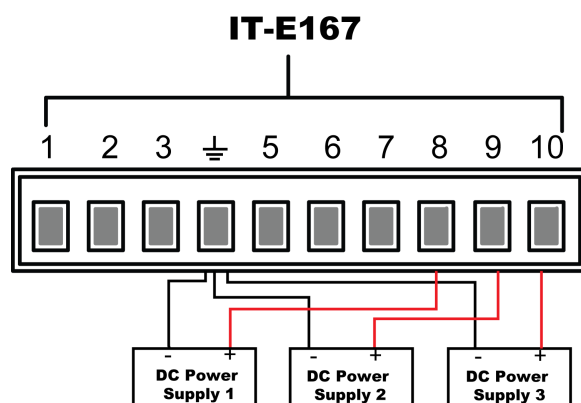 IT-E167
1 2 3 ⏚ 5 6 7 8 9 10
- + - + - +
DC Power
Supply 1
DC Power
Supply 2
DC Power
Supply 3